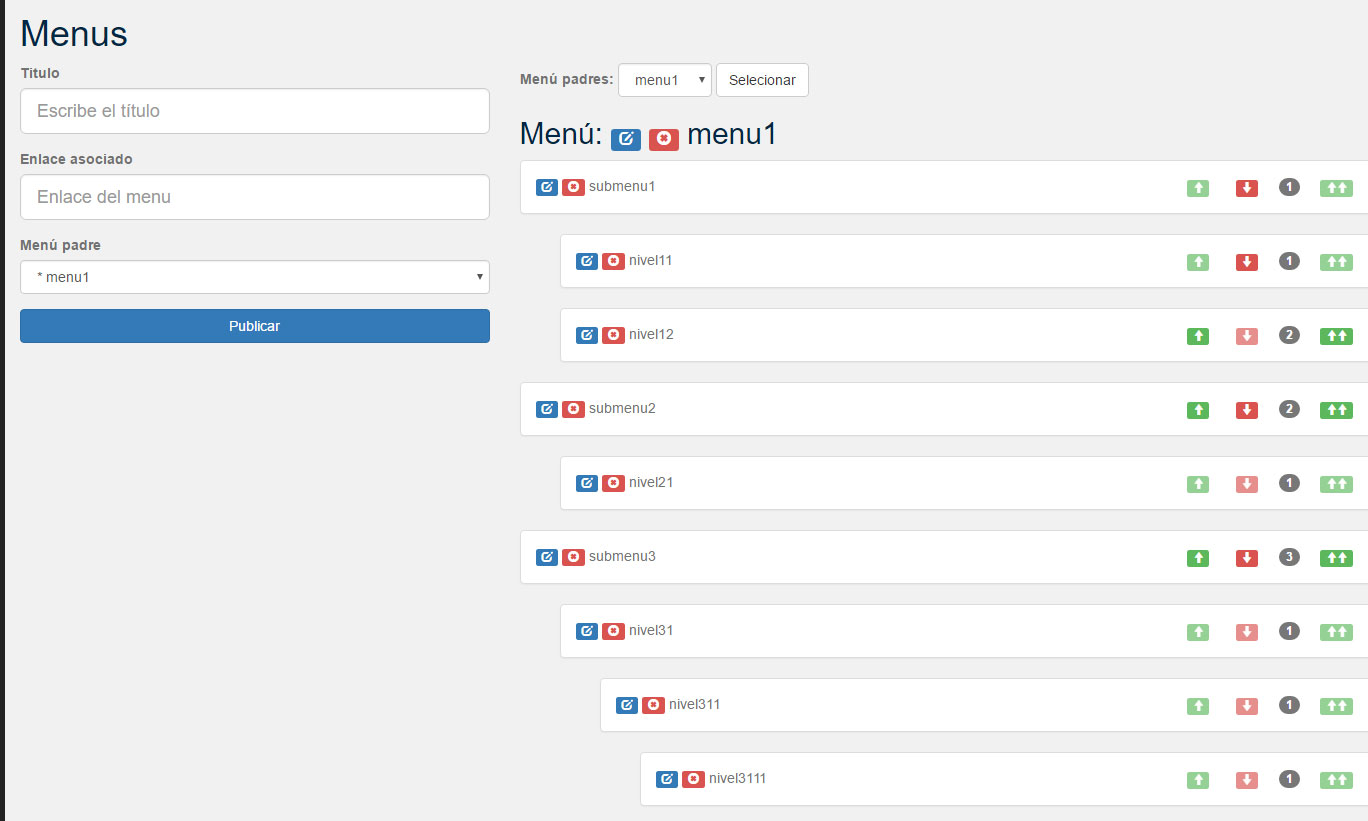 Menus
Titulo
Escribe el título
Enlace asociado
Enlace del menu
Menú padre
* menu1
Publicar
Menú padres: menu1 Selecionar
Menú: menu1
submenu1 1
nivel11 1
nivel12 2
submenu2 2
nivel21 1
submenu3 3
nivel31 1
nivel311 1
nivel3111 1